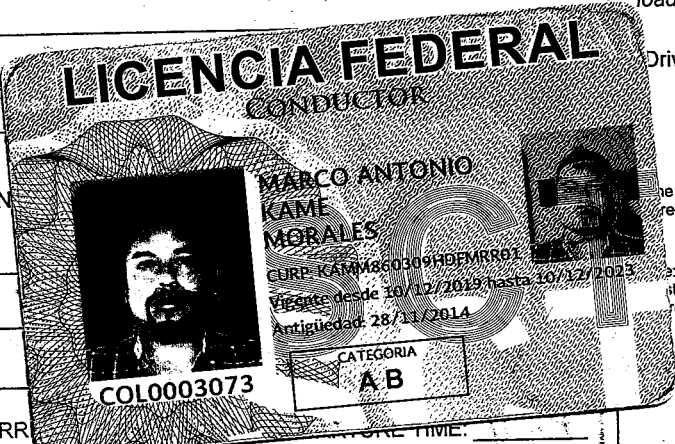 LICENCIA FEDERAL
CONDUCTOR
MARCO ANTONIO
KAME
MORALES
CURP: KAMM860309HDFMRR01
Vigente desde 10/12/2019 hasta 10/12/2023
Antigüedad: 28/11/2014
CATEGORIA
A B
COL0003073
TIME: